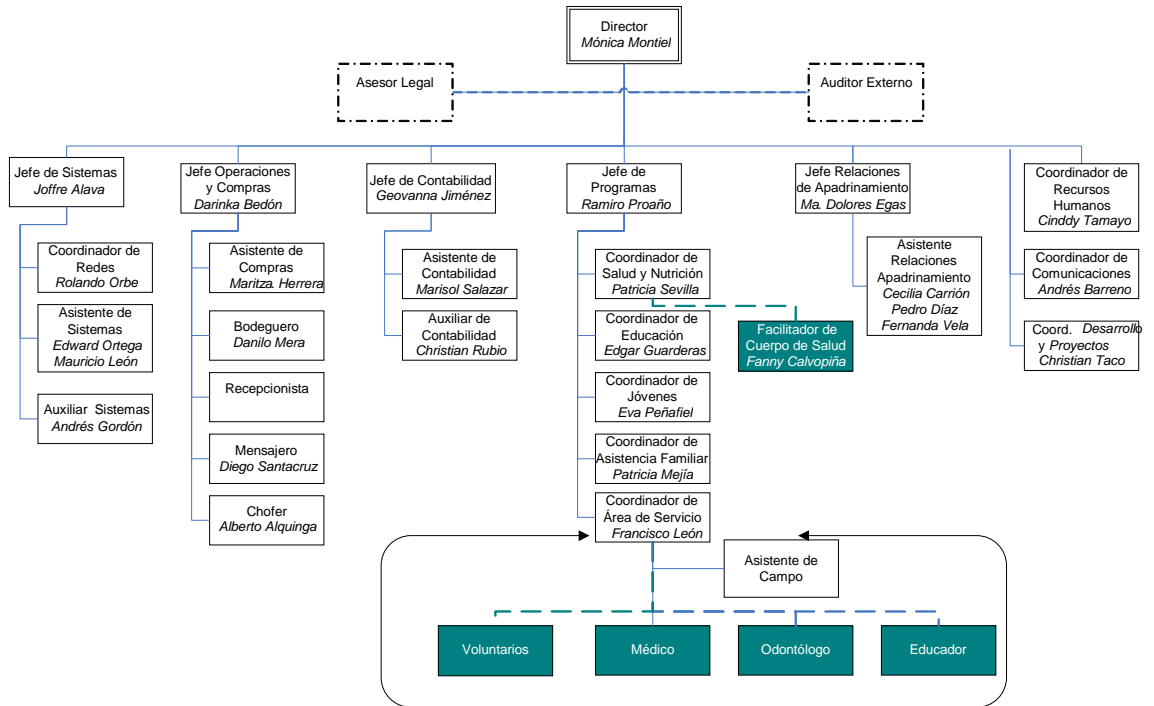 Director
Mónica Montiel
Asesor Legal
Auditor Externo
Jefe de Sistemas
Joffre Alava
Jefe Operaciones
y Compras
Darinka Bedón
Jefe de Contabilidad
Geovanna Jiménez
Jefe de
Programas
Ramiro Proaño
Jefe Relaciones
de Apadrinamiento
Ma. Dolores Egas
Coordinador de
Recursos
Humanos
Cinddy Tamayo
Coordinador de
Redes
Rolando Orbe
Asistente de
Sistemas
Edward Ortega
Mauricio León
Auxiliar Sistemas
Andrés Gordón
Asistente de
Compras
Maritza. Herrera
Bodeguero
Danilo Mera
Recepcionista
Mensajero
Diego Santacruz
Chofer
Alberto Alquinga
Asistente de
Contabilidad
Marisol Salazar
Auxiliar de
Contabilidad
Christian Rubio
Coordinador de
Salud y Nutrición
Patricia Sevilla
Facilitador de
Cuerpo de Salud
Fanny Calvopiña
Coordinador de
Educación
Edgar Guarderas
Coordinador de
Jóvenes
Eva Peñafiel
Coordinador de
Asistencia Familiar
Patricia Mejía
Coordinador de
Área de Servicio
Francisco León
Asistente
Relaciones
Apadrinamiento
Cecilia Carrión
Pedro Díaz
Fernanda Vela
Coordinador de
Comunicaciones
Andrés Barreno
Coord. Desarrollo
y Proyectos
Christian Taco
Asistente de
Campo
Voluntarios
Médico
Odontólogo
Educador